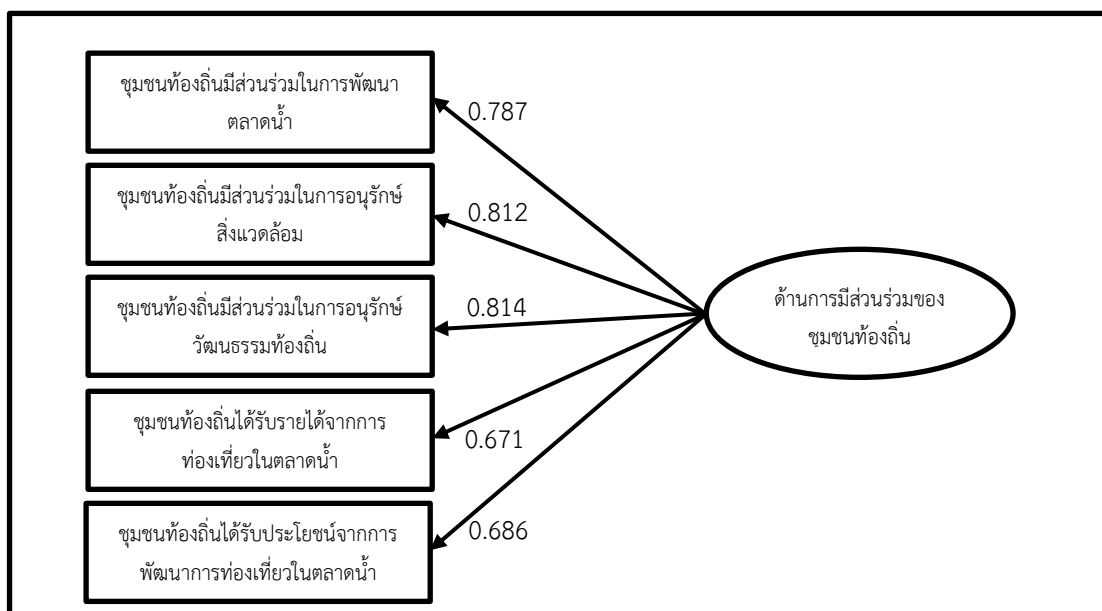 ชุมชนท้องถิ่นมีส่วนร่วมในการพัฒนา
ตลาดน้ำ
0.787
ชุมชนท้องถิ่นมีส่วนร่วมในการอนุรักษ์
สิ่งแวดล้อม
0.812
ชุมชนท้องถิ่นมีส่วนร่วมในการอนุรักษ์
วัฒนธรรมท้องถิ่น
0.814
ด้านการมีส่วนร่วมของ
ชุมชนท้องถิ่น
ชุมชนท้องถิ่นได้รับรายได้จากการ
ท่องเที่ยวในตลาดน้ำ
0.671
ชุมชนท้องถิ่นได้รับประโยชน์จากการ
พัฒนาการท่องเที่ยวในตลาดน้ำ
0.686